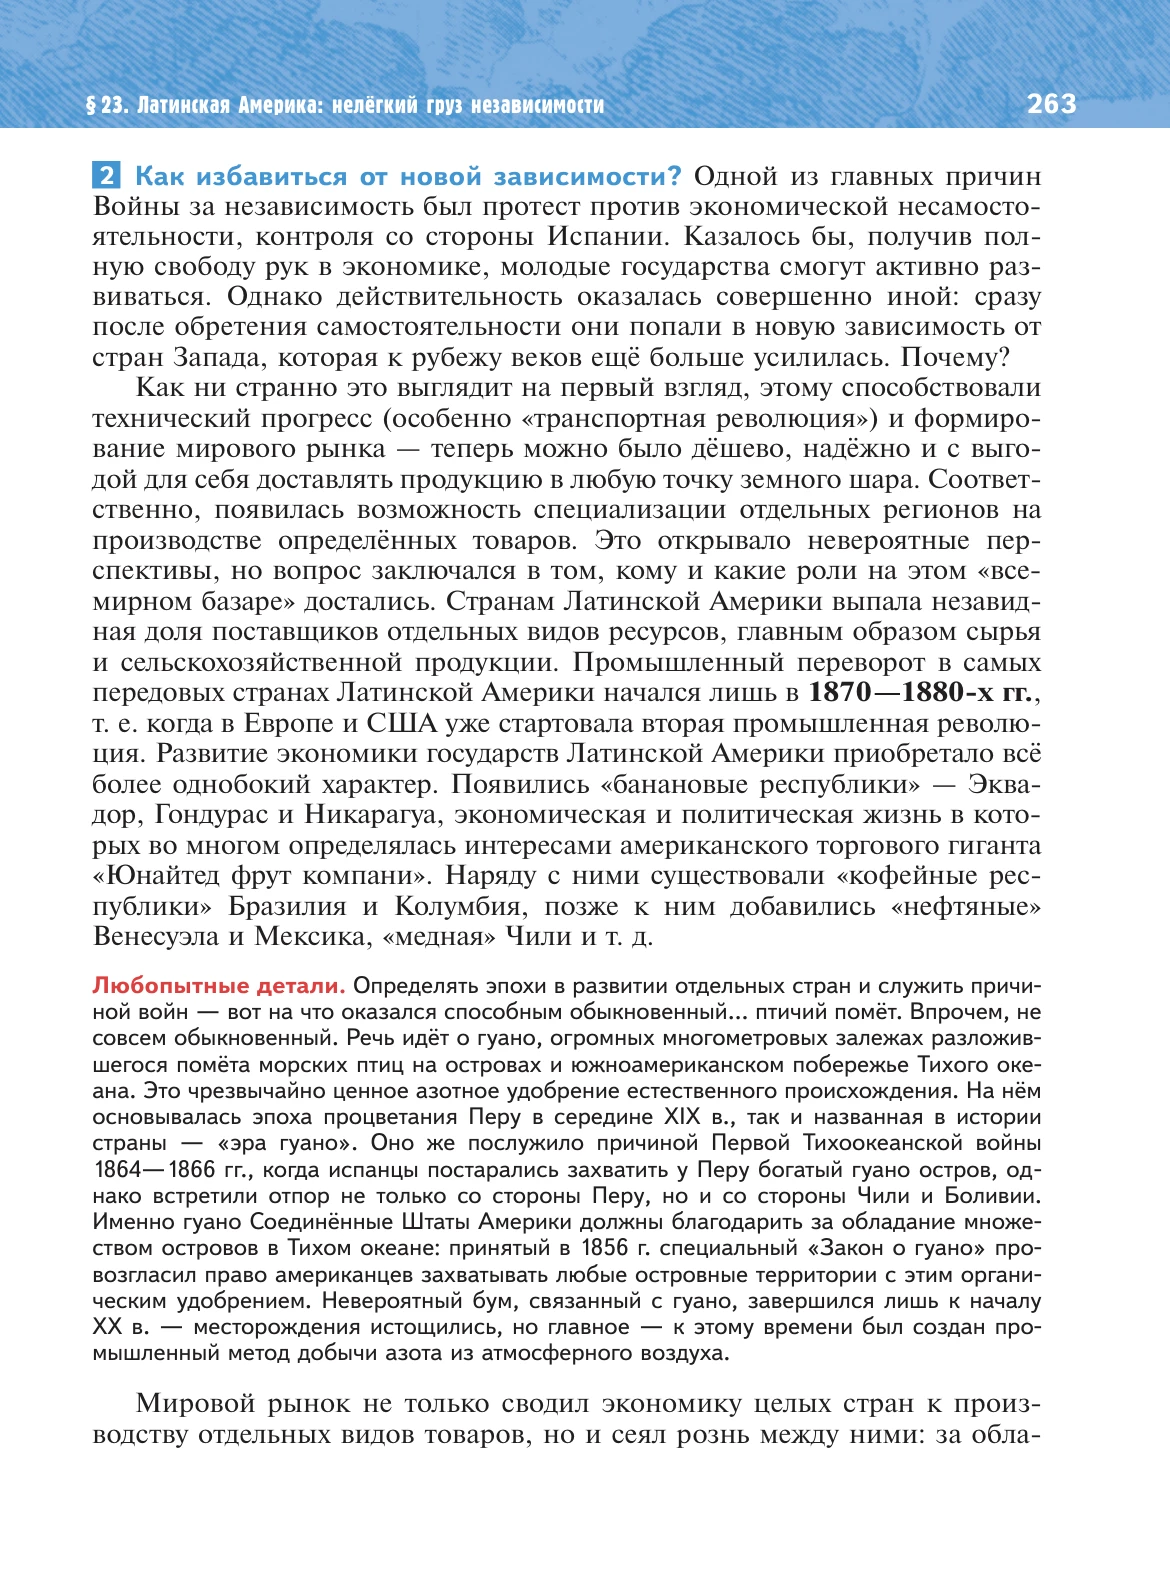 § 23. Латинская Америка: нелёгкий груз независимости 263
2 Как избавиться от новой зависимости? Одной из главных причин
Войны за независимость был протест против экономической несамосто-
ятельности, контроля со стороны Испании. Казалось бы, получив пол-
ную свободу рук в экономике, молодые государства смогут активно раз-
виваться. Однако действительность оказалась совершенно иной: сразу
после обретения самостоятельности они попали в новую зависимость от
стран Запада, которая к рубежу веков ещё больше усилилась. Почему?
Как ни странно это выглядит на первый взгляд, этому способствовали
технический прогресс (особенно «транспортная революция») и формиро-
вание мирового рынка — теперь можно было дёшево, надёжно и с выго-
дой для себя доставлять продукцию в любую точку земного шара. Соответ-
ственно, появилась возможность специализации отдельных регионов на
производстве определённых товаров. Это открывало невероятные пер-
спективы, но вопрос заключался в том, кому и какие роли на этом «все-
мирном базаре» достались. Странам Латинской Америки выпала незавид-
ная доля поставщиков отдельных видов ресурсов, главным образом сырья
и сельскохозяйственной продукции. Промышленный переворот в самых
передовых странах Латинской Америки начался лишь в 1870—1880-х гг.,
т. е. когда в Европе и США уже стартовала вторая промышленная револю-
ция. Развитие экономики государств Латинской Америки приобретало всё
более однобокий характер. Появились «банановые республики» — Эква-
дор, Гондурас и Никарагуа, экономическая и политическая жизнь в кото-
рых во многом определялась интересами американского торгового гиганта
«Юнайтед фрут компани». Наряду с ними существовали «кофейные рес-
публики» Бразилия и Колумбия, позже к ним добавились «нефтяные»
Венесуэла и Мексика, «медная» Чили и т. д.
Любопытные детали. Определять эпохи в развитии отдельных стран и служить причи-
ной войн — вот на что оказался способным обыкновенный... птичий помёт. Впрочем, не
совсем обыкновенный. Речь идёт о гуано, огромных многометровых залежах разложив-
шегося помёта морских птиц на островах и южноамериканском побережье Тихого оке-
ана. Это чрезвычайно ценное азотное удобрение естественного происхождения. На нём
основывалась эпоха процветания Перу в середине XIX в., так и названная в истории
страны — «эра гуано». Оно же послужило причиной Первой Тихоокеанской войны
1864—1866 гг., когда испанцы постарались захватить у Перу богатый гуано остров, од-
нако встретили отпор не только со стороны Перу, но и со стороны Чили и Боливии.
Именно гуано Соединённые Штаты Америки должны благодарить за обладание множе-
ством островов в Тихом океане: принятый в 1856 г. специальный «Закон о гуано» про-
возгласил право американцев захватывать любые островные территории с этим органи-
ческим удобрением. Невероятный бум, связанный с гуано, завершился лишь к началу
XX в. — месторождения истощились, но главное — к этому времени был создан про-
мышленный метод добычи азота из атмосферного воздуха.
Мировой рынок не только сводил экономику целых стран к произ-
водству отдельных видов товаров, но и сеял рознь между ними: за обла-